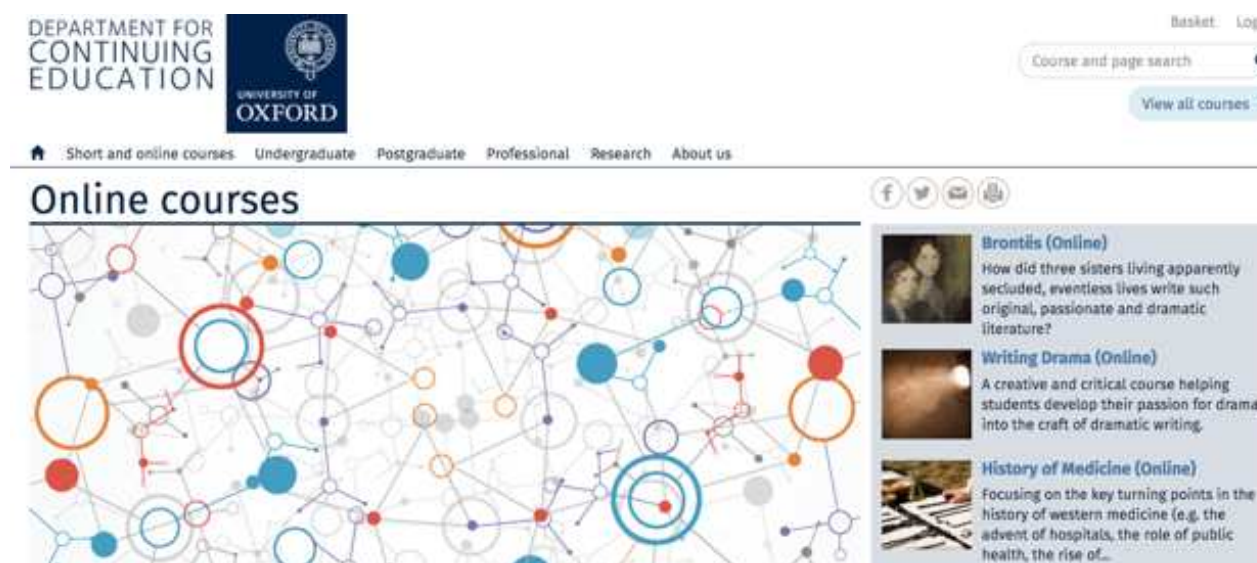 DEPARTMENT FOR
CONTINUING
EDUCATION
UNIVERSITY OF
OXFORD
Basket
Course and page search
View all courses
Short and online courses Undergraduate Postgraduate Professional Research About us
Online courses
Brontës (Online)
How did three sisters living apparently
secluded, eventless lives write such
original, passionate and dramatic
literature?
Writing Drama (Online)
A creative and critical course helping
students develop their passion for drama
into the craft of dramatic writing.
History of Medicine (Online)
Focusing on the key turning points in the
history of western medicine (e.g. the
advent of hospitals, the role of public
health, the rise of...